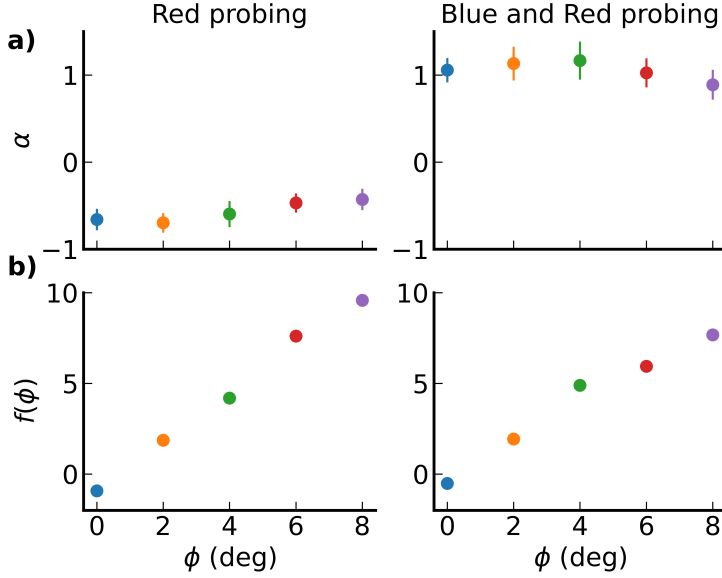 Red probing
Blue and Red probing
a)
α
1
0
−1
1
0
−1
b)
f(ϕ)
10
5
0
10
5
0
0 2 4 6 8
0 2 4 6 8
ϕ (deg)
ϕ (deg)